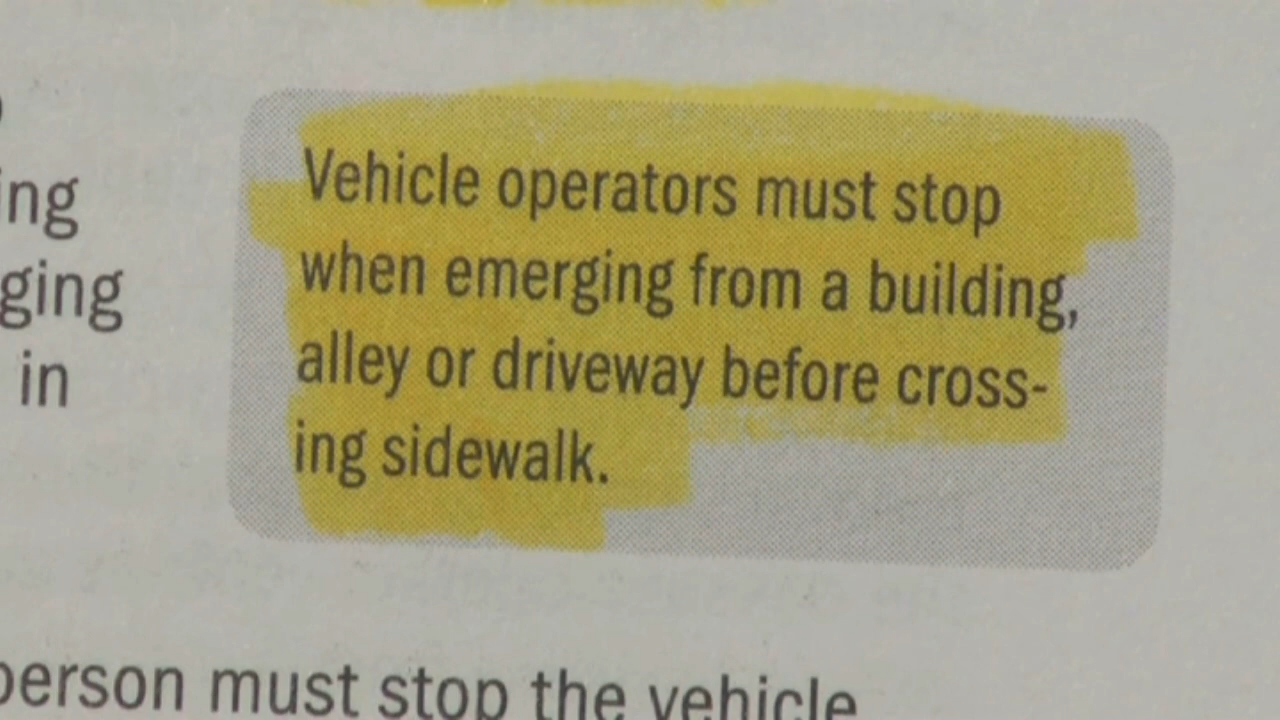 ing
ging
in
Vehicle operators must stop
when emerging from a building,
alley or driveway before cross-
ing sidewalk.
person must stop the vehicle